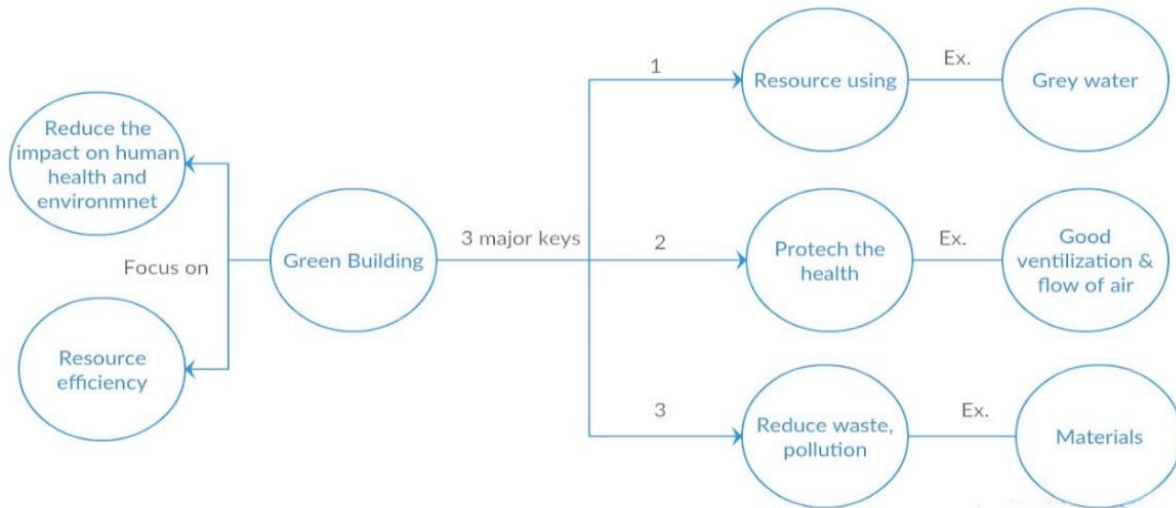 Reduce the
impact on human
health and
environmnet
Focus on
Resource
efficiency
Green Building
3 major keys
1
Resource using
Ex.
Grey water
2
Protech the
health
Ex.
Good
ventilization &
flow of air
3
Reduce waste,
pollution
Ex.
Materials